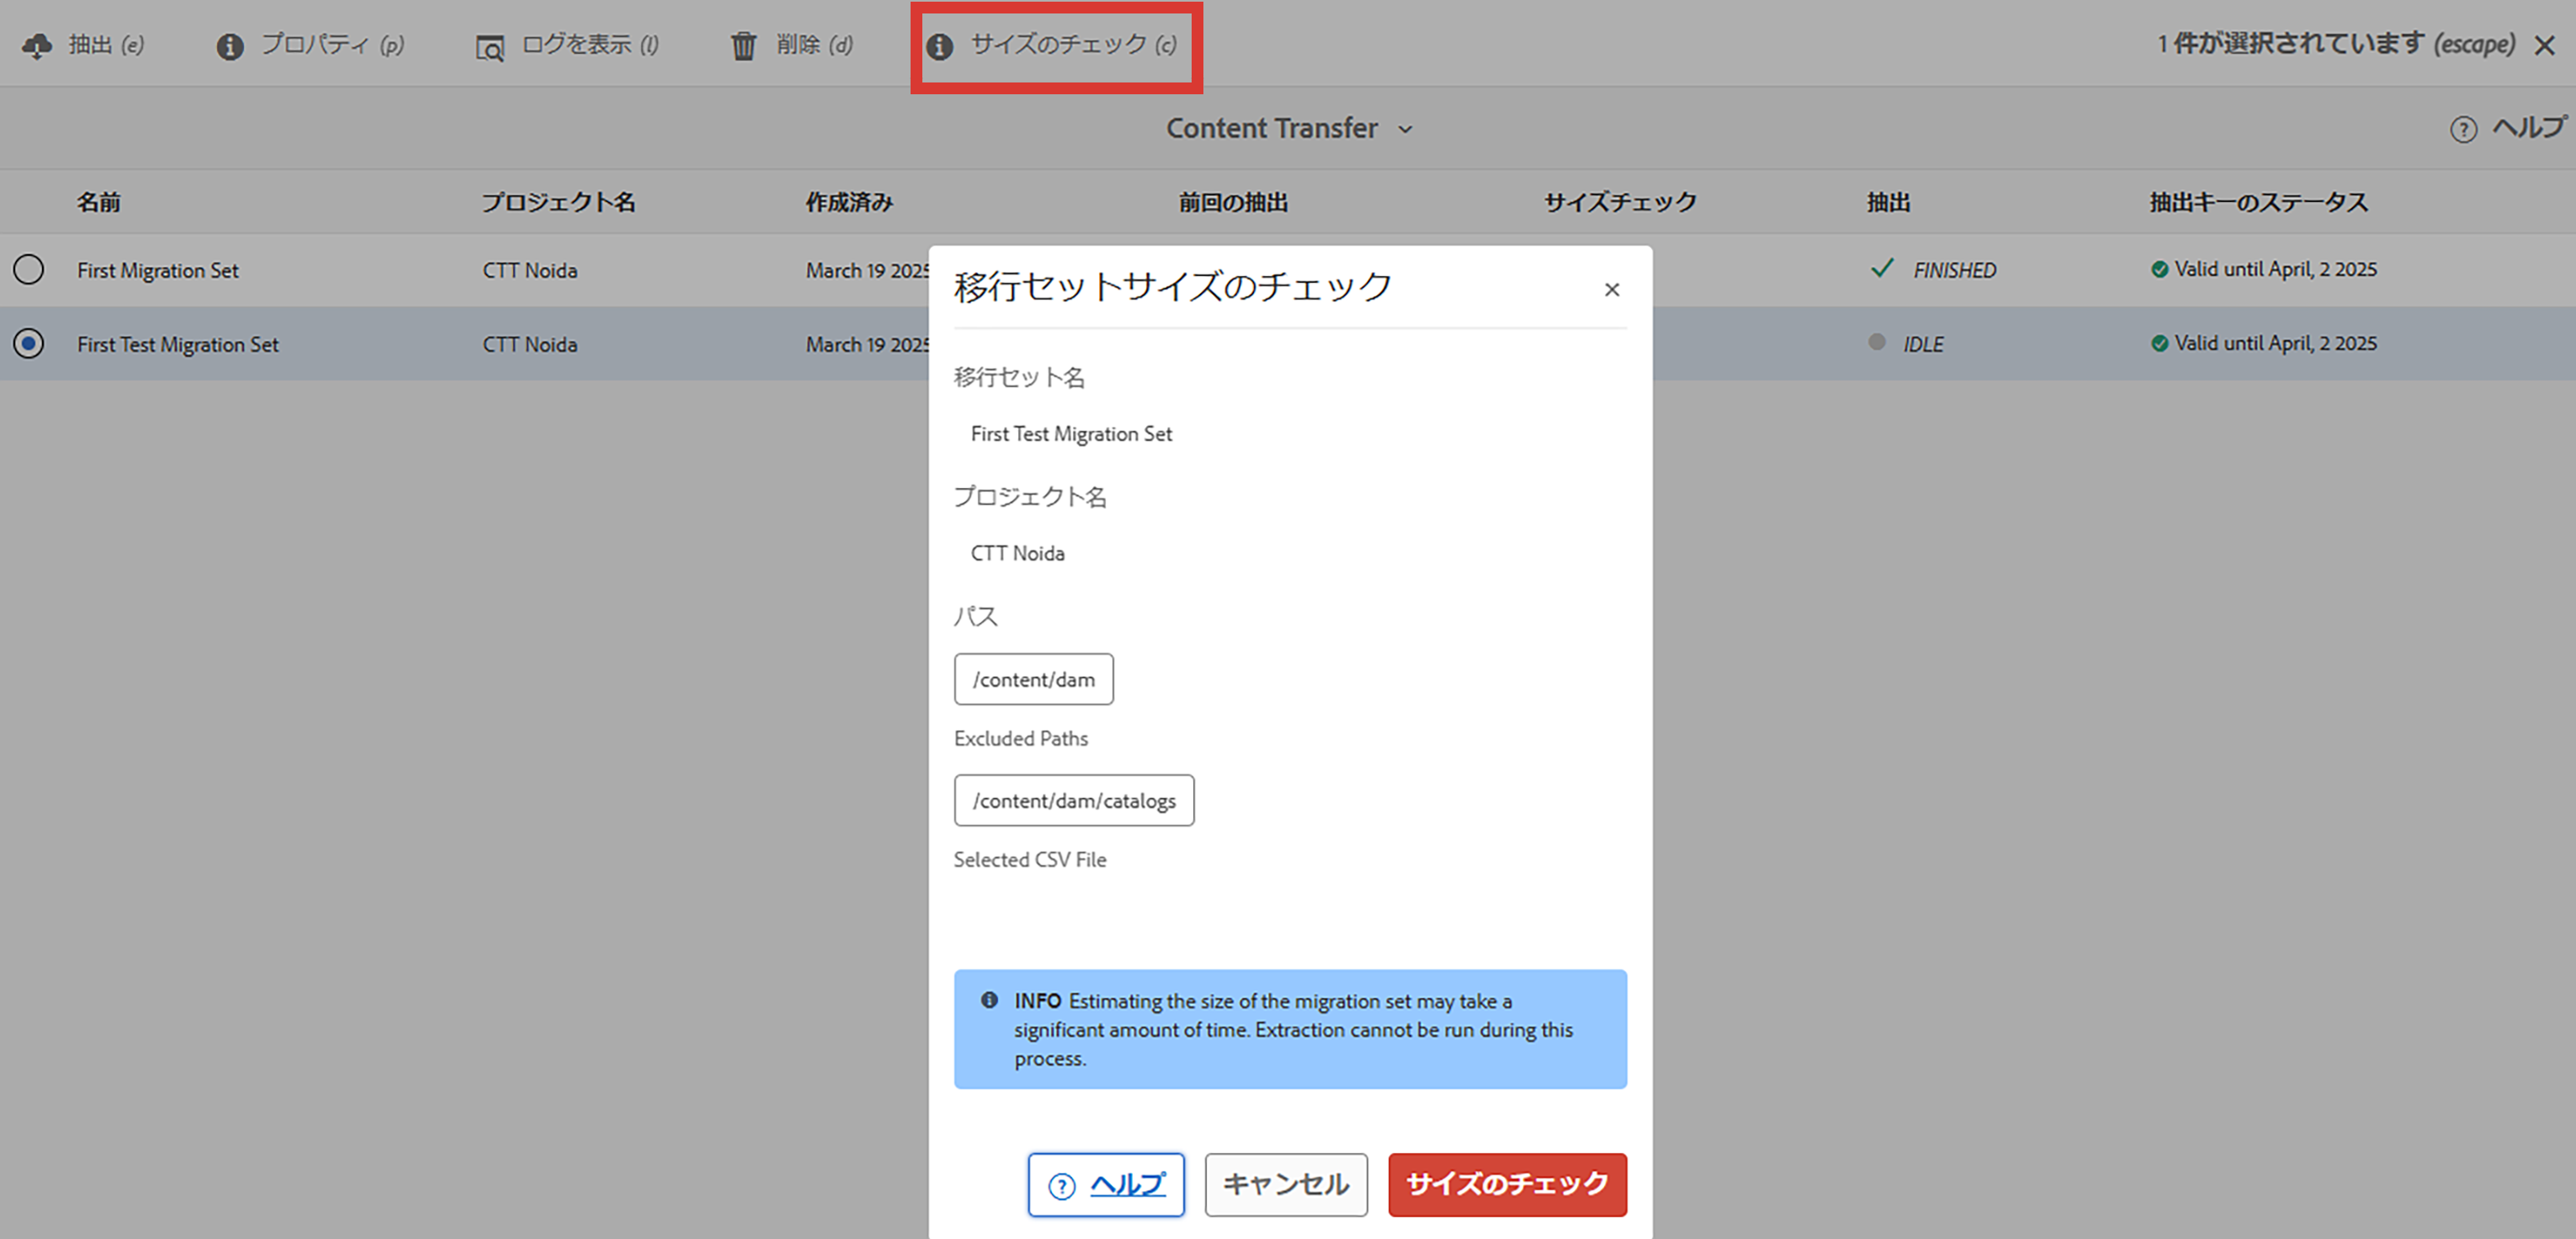 抽出 (e) プロパティ (p) ログを表示 (l) 削除 (d) サイズのチェック (c) 1 件が選択されています (escape)
Content Transfer ヘルプ
名前 プロジェクト名 作成済み 前回の抽出 サイズチェック 抽出 抽出キーのステータス
First Migration Set CTT Noida March 19 2025 FINISHED Valid until April, 2 2025
First Test Migration Set CTT Noida March 19 2025 IDLE Valid until April, 2 2025
移行セットサイズのチェック
移行セット名
First Test Migration Set
プロジェクト名
CTT Noida
パス
/content/dam
Excluded Paths
/content/dam/catalogs
Selected CSV File
INFO Estimating the size of the migration set may take a
significant amount of time. Extraction cannot be run during this
process.
ヘルプ キャンセル サイズのチェック